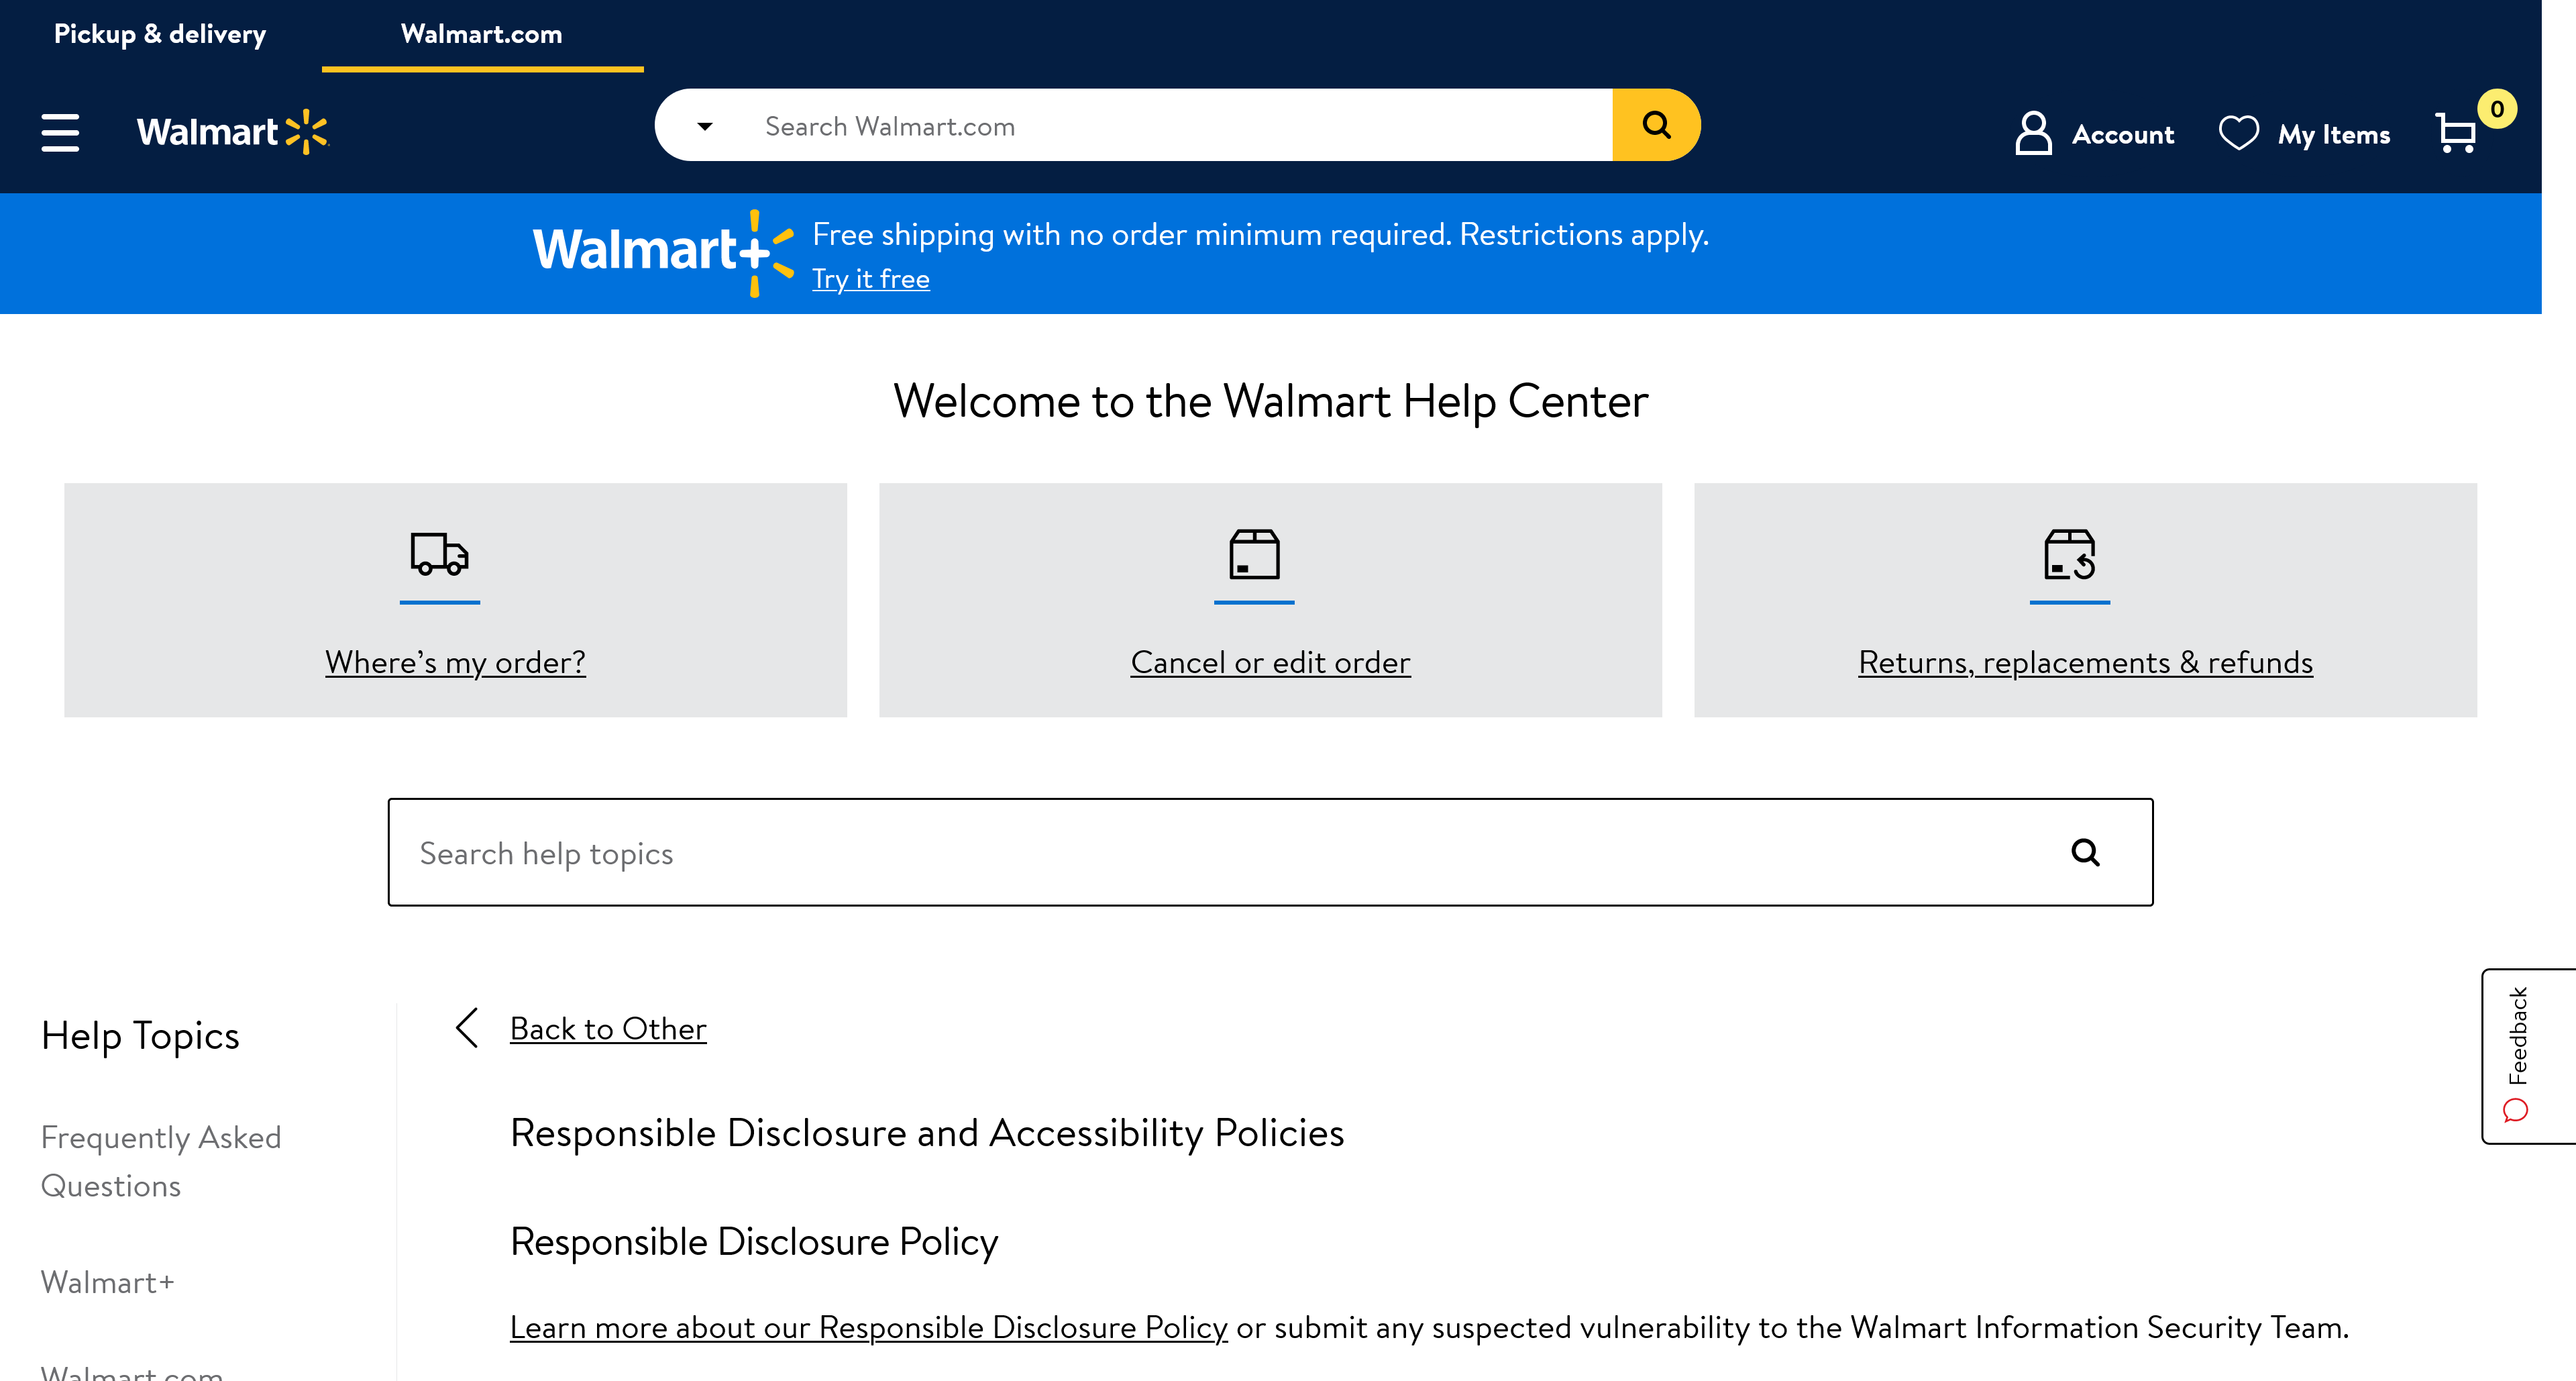 Pickup & delivery
Walmart.com
Walmart
Search Walmart.com
Account
My Items
0
Walmart+
Free shipping with no order minimum required. Restrictions apply.
Try it free
Welcome to the Walmart Help Center
Where's my order?
Cancel or edit order
Returns, replacements & refunds
Search help topics
Feedback
Help Topics
Frequently Asked
Questions
Walmart+
Walmart.com
Back to Other
Responsible Disclosure and Accessibility Policies
Responsible Disclosure Policy
Learn more about our Responsible Disclosure Policy or submit any suspected vulnerability to the Walmart Information Security Team.